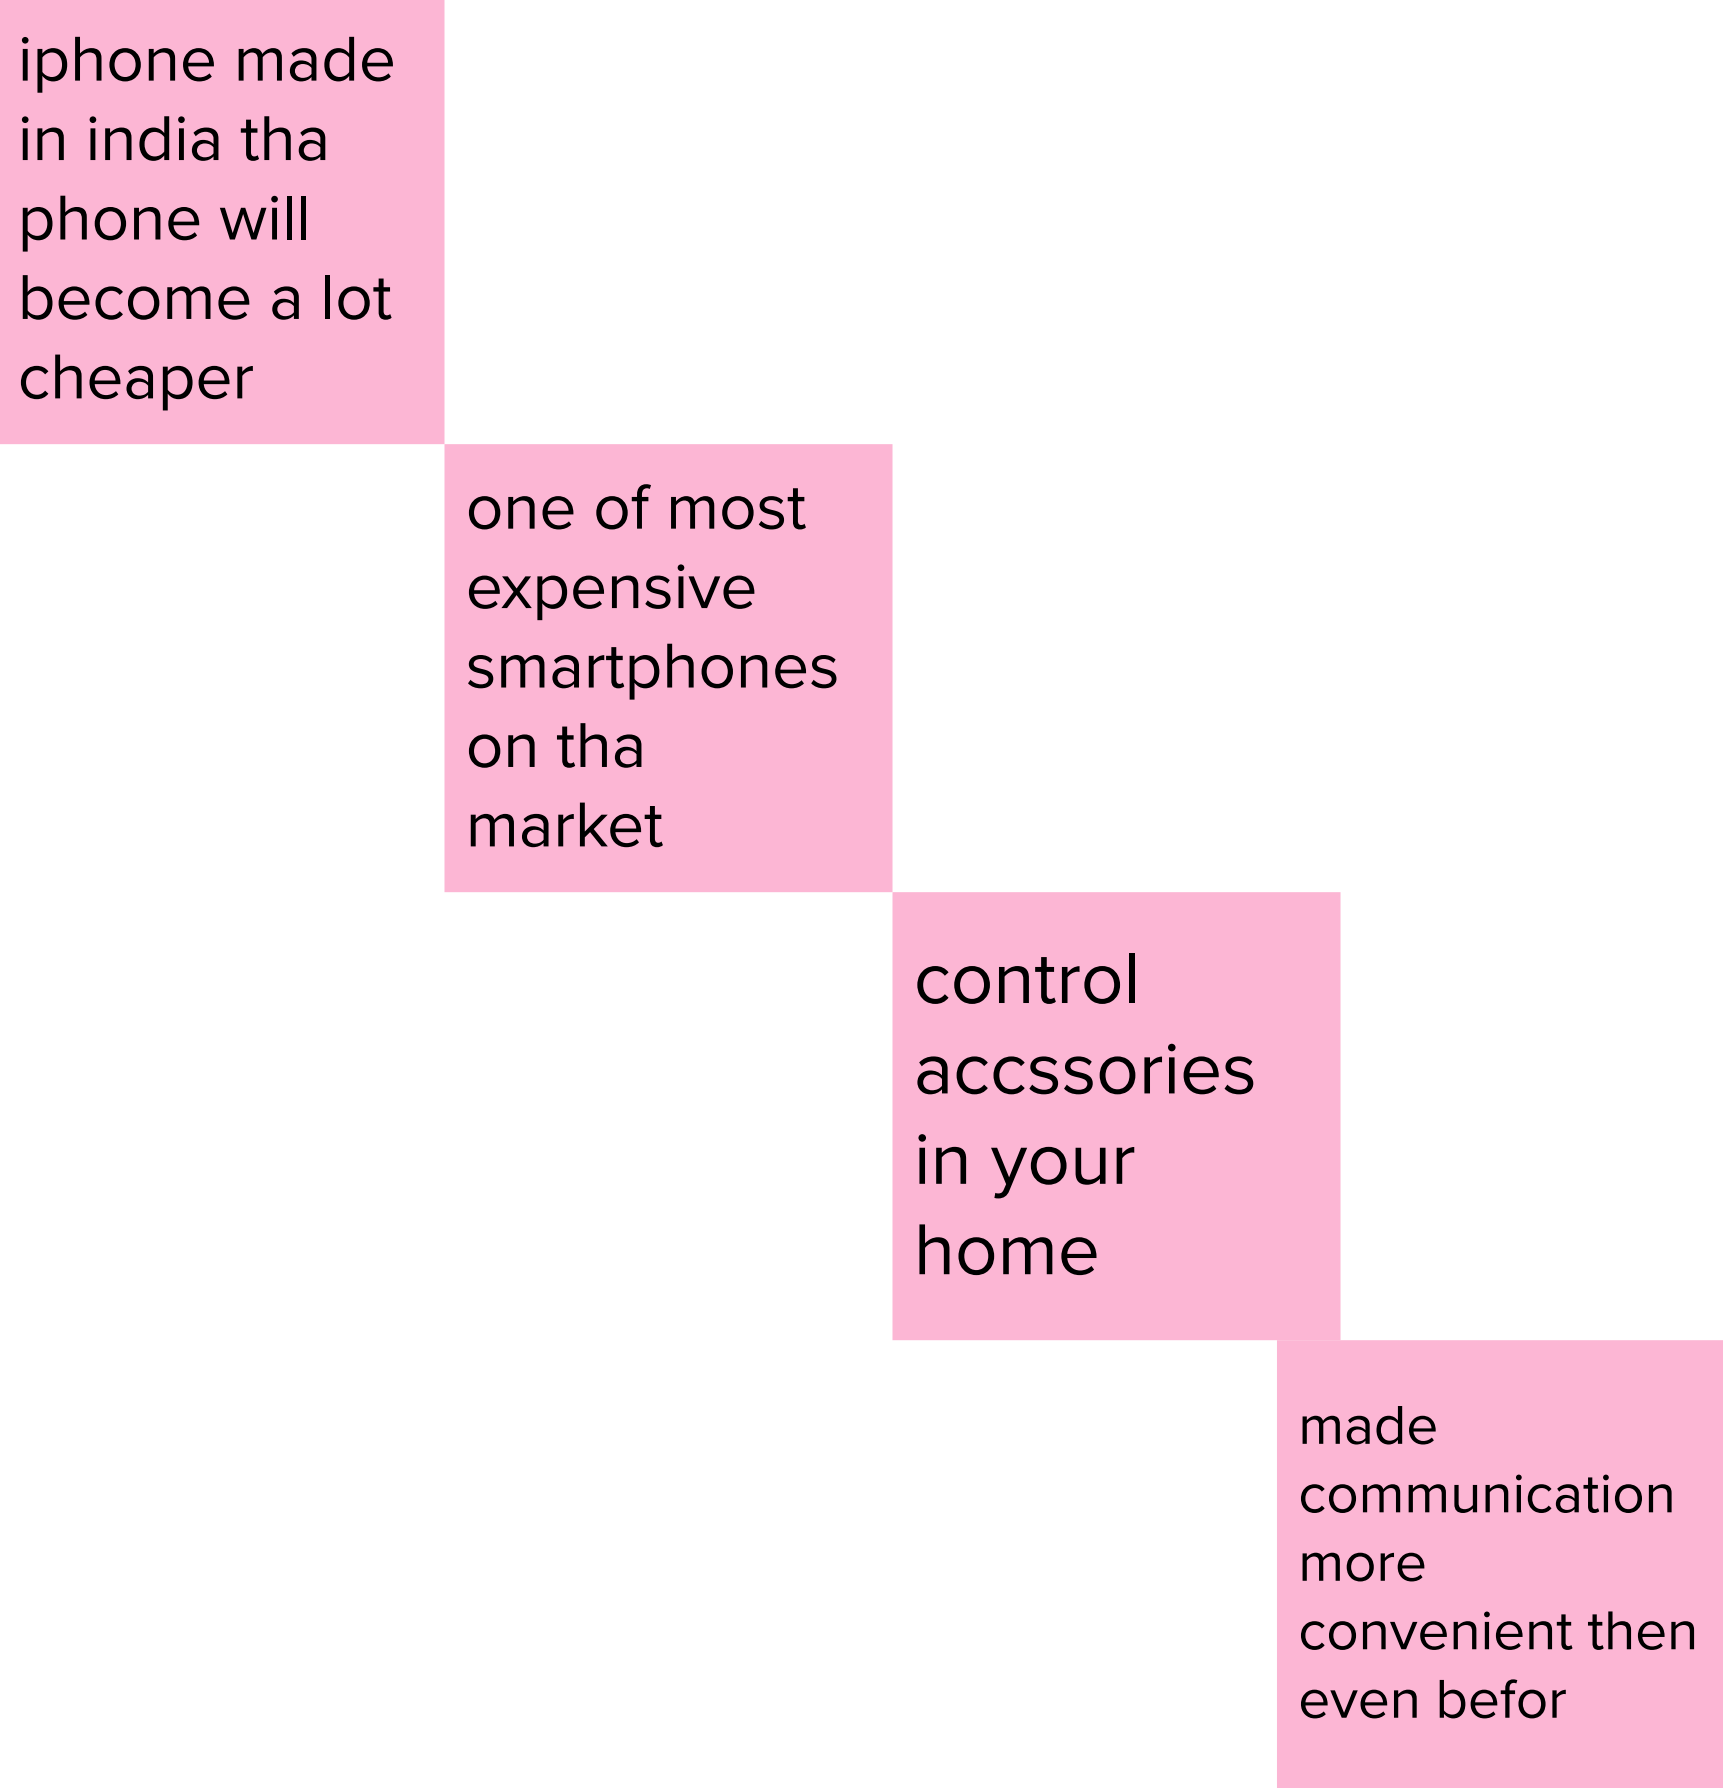 iphone made
in india tha
phone will
become a lot
cheaper
one of most
expensive
smartphones
on tha
market
control
accssories
in your
home
made
communication
more
convenient then
even befor